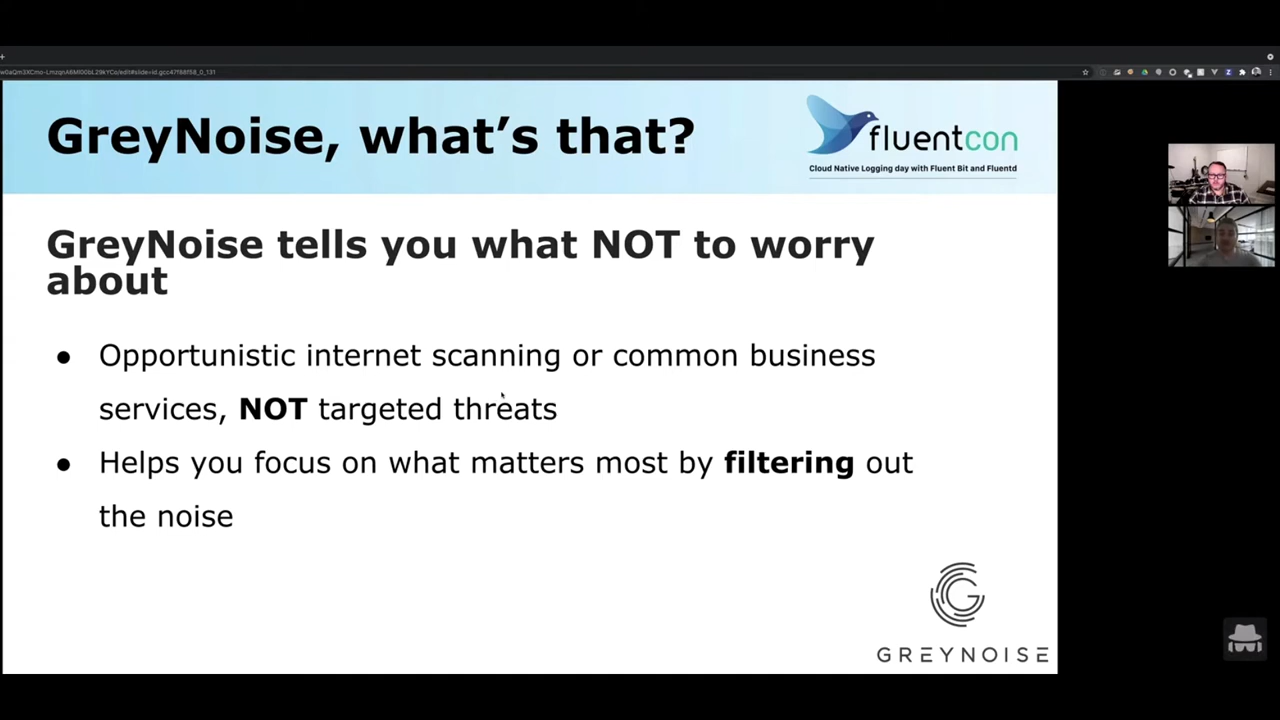 GreyNoise, what's that?
fluentcon
Cloud Native Logging day with Fluent Bit and Fluentd
GreyNoise tells you what NOT to worry
about
● Opportunistic internet scanning or common business
services, NOT targeted threats
● Helps you focus on what matters most by filtering out
the noise
GREYNOISE